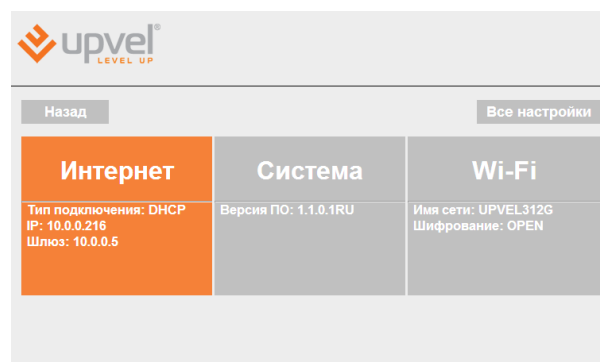 upvel®
LEVEL UP
Назад
Все настройки
Интернет
Система
Wi-Fi
Тип подключения: DHCP
IP: 10.0.0.216
Шлюз: 10.0.0.5
Версия ПО: 1.1.0.1RU
Имя сети: UPVEL312G
Шифрование: OPEN